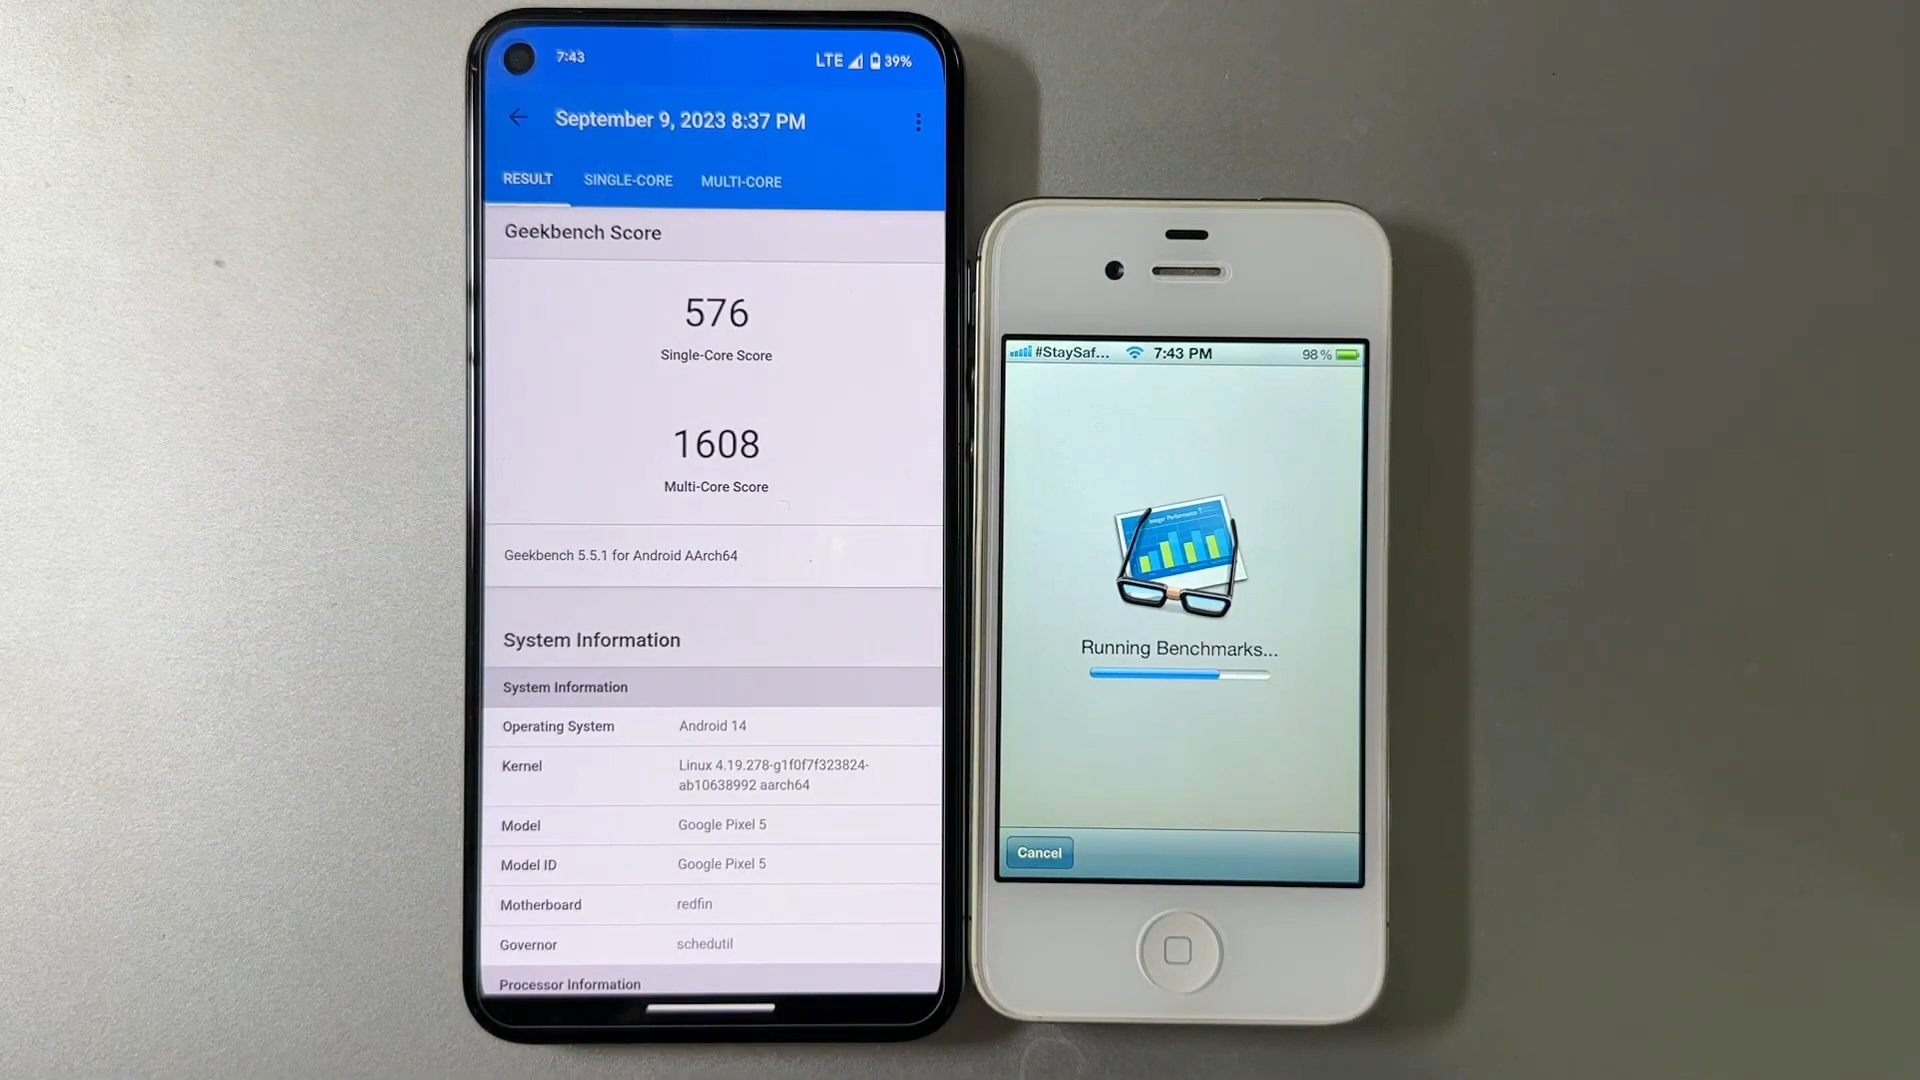 7:43
LTE 39%
September 9, 2023 8:37 PM
RESULT SINGLE-CORE MULTI-CORE
Geekbench Score
576
Single-Core Score
1608
Multi-Core Score
Geekbench 5.5.1 for Android AArch64
System Information
System Information
Operating System Android 14
Kernel Linux 4.19.278-g1f0f7f323824-
ab10638992 aarch64
Model Google Pixel 5
Model ID Google Pixel 5
Motherboard redfin
Governor schedutil
Processor Information
#StaySaf... 7:43 PM 98%
Integer Performance
Running Benchmarks...
Cancel